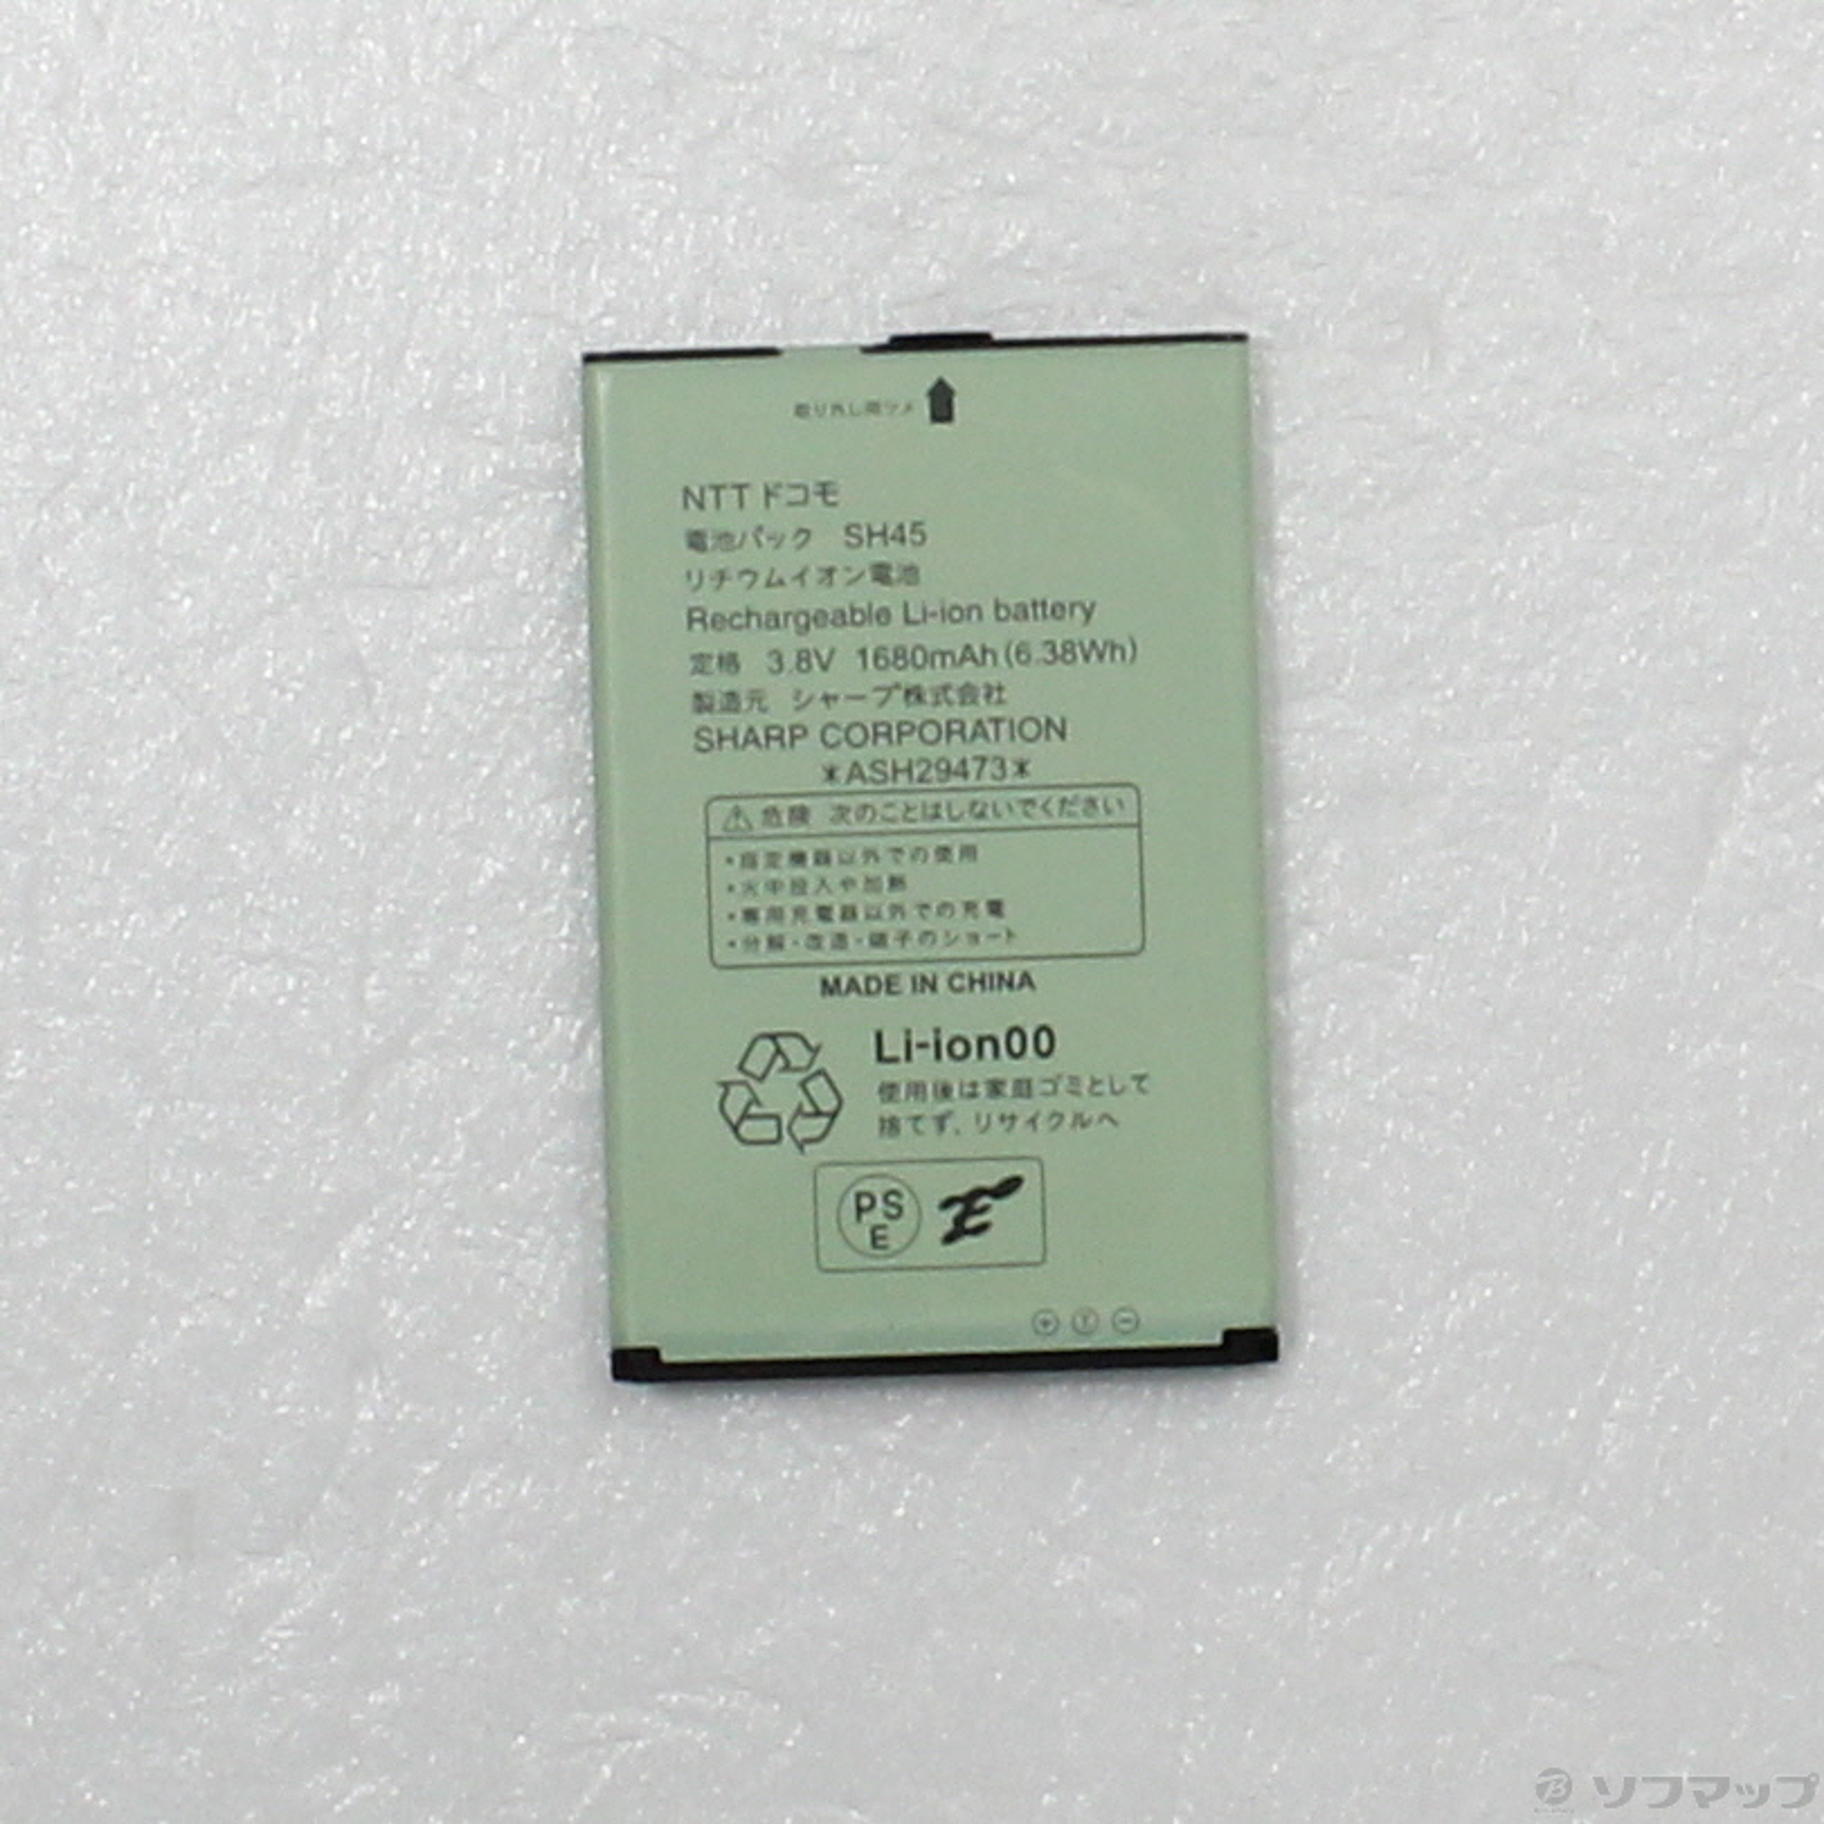 取り外し用ツメ
NTT ドコモ
電池パック SH45
リチウムイオン電池
Rechargeable Li-ion battery
定格 3.8V 1680mAh(6.38Wh)
製造元 シャープ株式会社
SHARP CORPORATION
*ASH29473*
危険 次のことはしないでください
・指定機器以外での使用
・火中投入や加熱
・専用充電器以外での充電
・分解・改造・端子のショート
MADE IN CHINA
Li-ion00
使用後は家庭ゴミとして
捨てず、リサイクルへ
PS
E
+ T −
ソフマップ